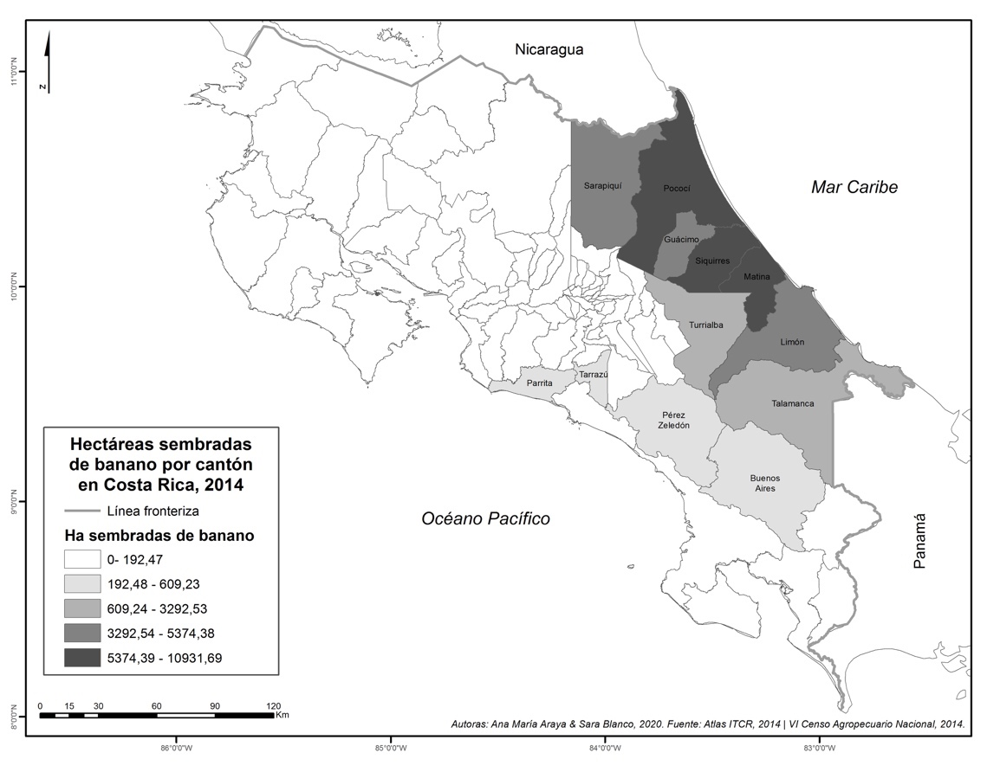 Nicaragua
11°0'0"N
N
Mar Caribe
Sarapiquí
Pococí
Guácimo
Siquirres
Matina
10°0'0"N
Turrialba
Limón
Tarrazú
Parrita
Talamanca
Pérez
Zeledón
Buenos
Aires
Hectáreas sembradas
de banano por cantón
en Costa Rica, 2014
Línea fronteriza
Ha sembradas de banano
0- 192,47
192,48 - 609,23
609,24 - 3292,53
3292,54 - 5374,38
5374,39 - 10931,69
9°0'0"N
Océano Pacífico
Panamá
0 15 30 60 90 120
Km
8°0'0"N
Autoras: Ana María Araya & Sara Blanco, 2020. Fuente: Atlas ITCR, 2014 | VI Censo Agropecuario Nacional, 2014.
86°0'0"W 85°0'0"W 84°0'0"W 83°0'0"W